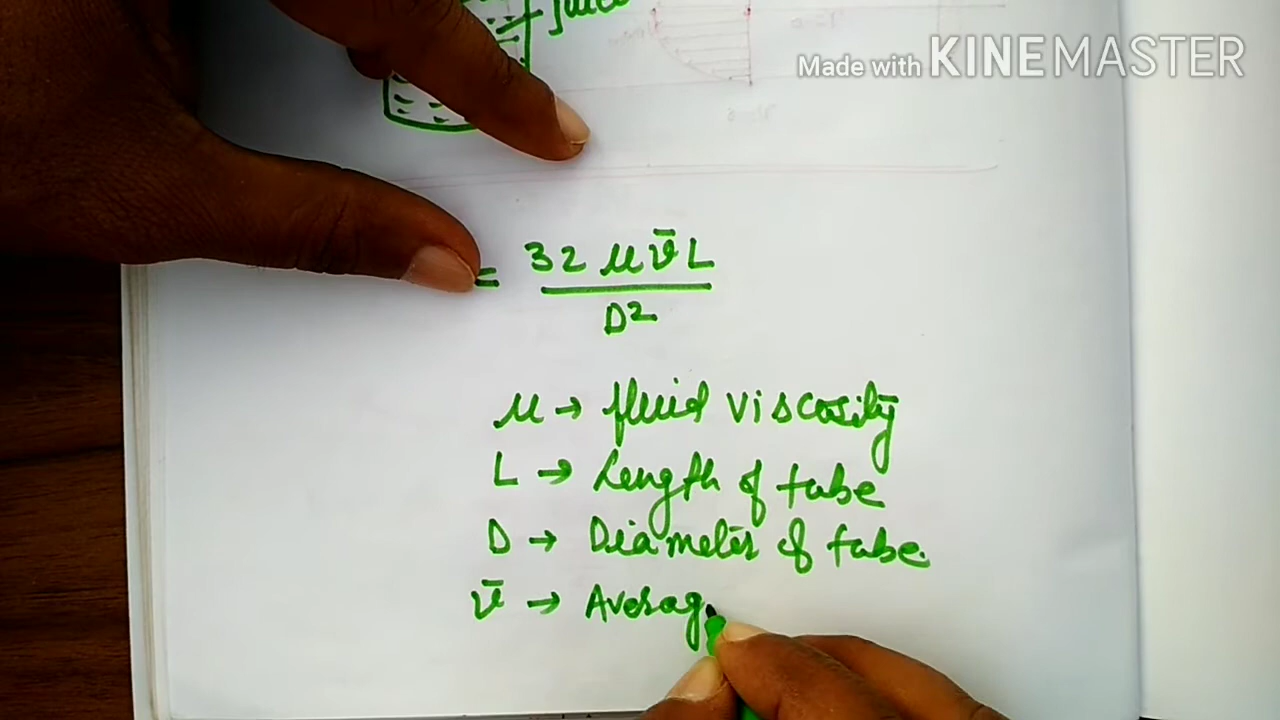 Made with KINEMASTER
= 32 μ v̄ L
D²
μ → fluid viscosity
L → Length of tube
D → Diameter of tube.
v̄ → Averag